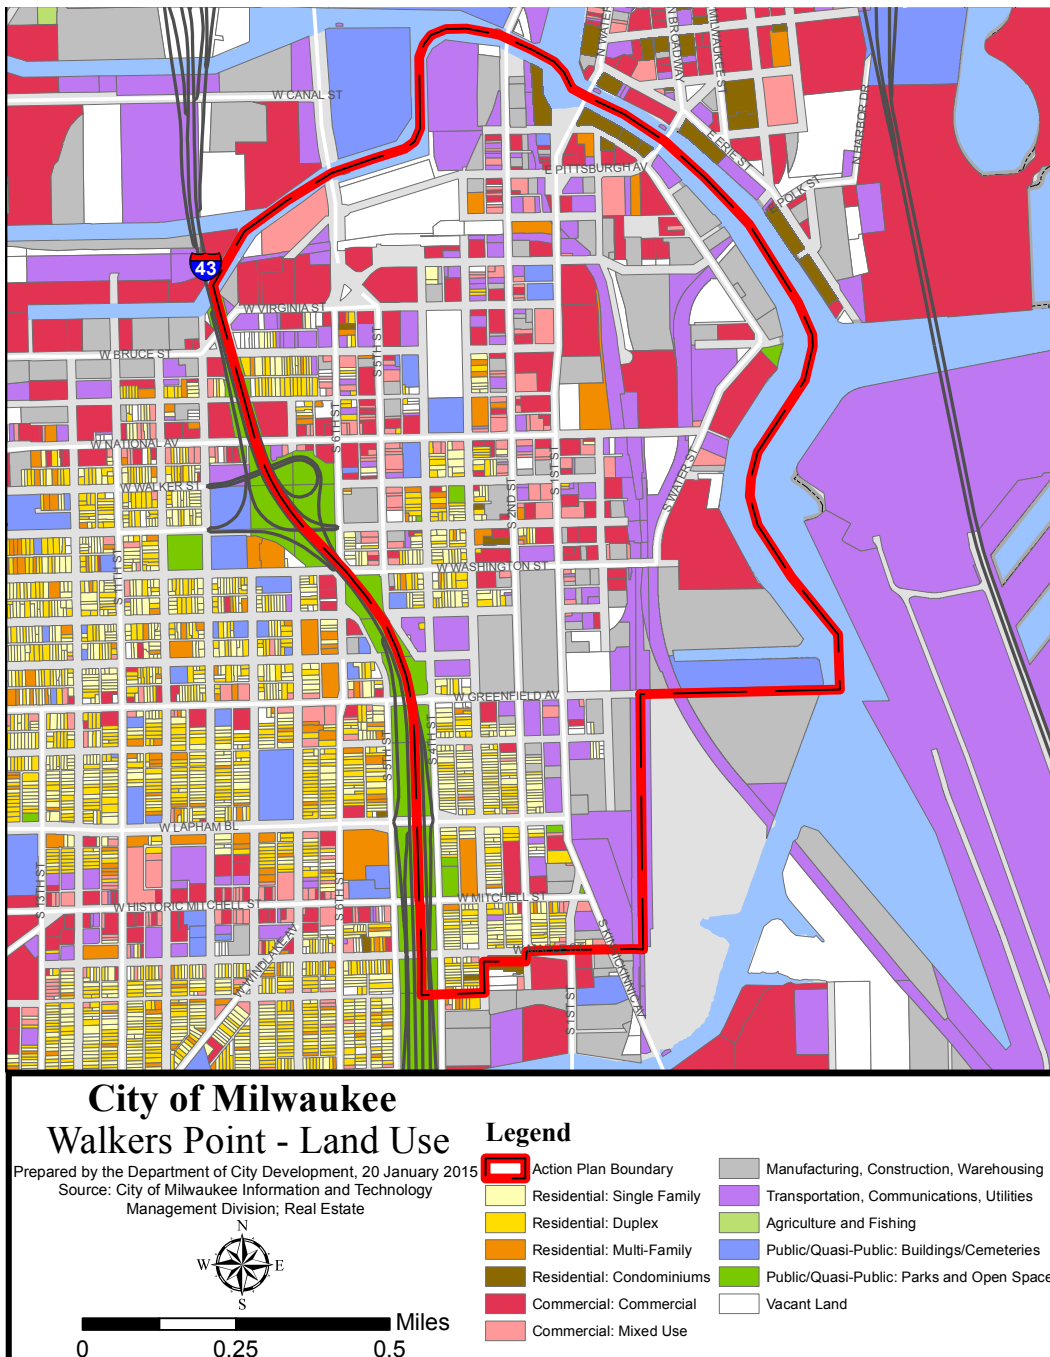 N WATER
N BROADWAY
N MILWAUKEE ST
W CANAL ST
N HARBOR DR
E ERIE ST
E PITTSBURGH AV
POLK ST
43
W VIRGINIA ST
S 5TH ST
W BRUCE ST
S 6TH ST
W NATIONAL AV
S 1ST ST
W WALKER ST
S WATER ST
S 2ND ST
S 11TH ST
W WASHINGTON ST
W GREENFIELD AV
S 4TH ST
S 5TH ST
W LAPHAM BL
S 13TH ST
S 6TH ST
W MITCHELL ST
W HISTORIC MITCHELL ST
W WINDLAKE AV
S KINNICKINNIC AV
S 1ST ST
City of Milwaukee
Walkers Point - Land Use
Prepared by the Department of City Development, 20 January 2015
Source: City of Milwaukee Information and Technology
Management Division; Real Estate
N
W E
S
Miles
0 0.25 0.5
Legend
Action Plan Boundary
Residential: Single Family
Residential: Duplex
Residential: Multi-Family
Residential: Condominiums
Commercial: Commercial
Commercial: Mixed Use
Manufacturing, Construction, Warehousing
Transportation, Communications, Utilities
Agriculture and Fishing
Public/Quasi-Public: Buildings/Cemeteries
Public/Quasi-Public: Parks and Open Space
Vacant Land